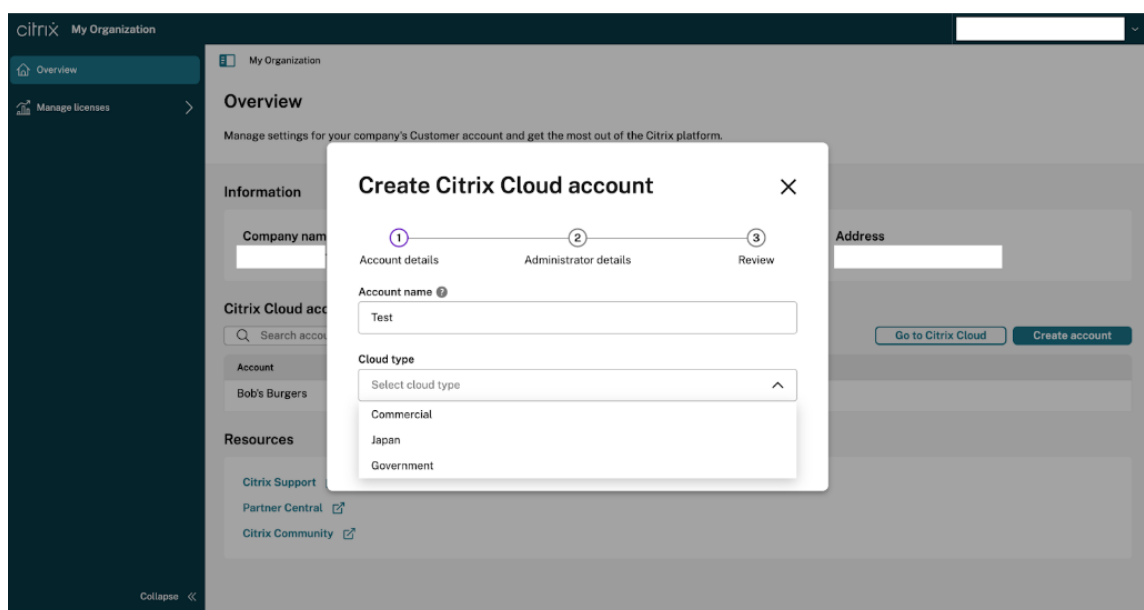 citrix My Organization
Overview
Manage licenses
My Organization
Overview
Manage settings for your company's Customer account and get the most out of the Citrix platform.
Information
Company nam
Address
Create Citrix Cloud account
1
2
3
Account details
Administrator details
Review
Account name
Test
Cloud type
Select cloud type
Commercial
Japan
Government
Citrix Cloud acc
Search accou
Go to Citrix Cloud
Create account
Account
Bob's Burgers
Resources
Citrix Support
Partner Central
Citrix Community
Collapse